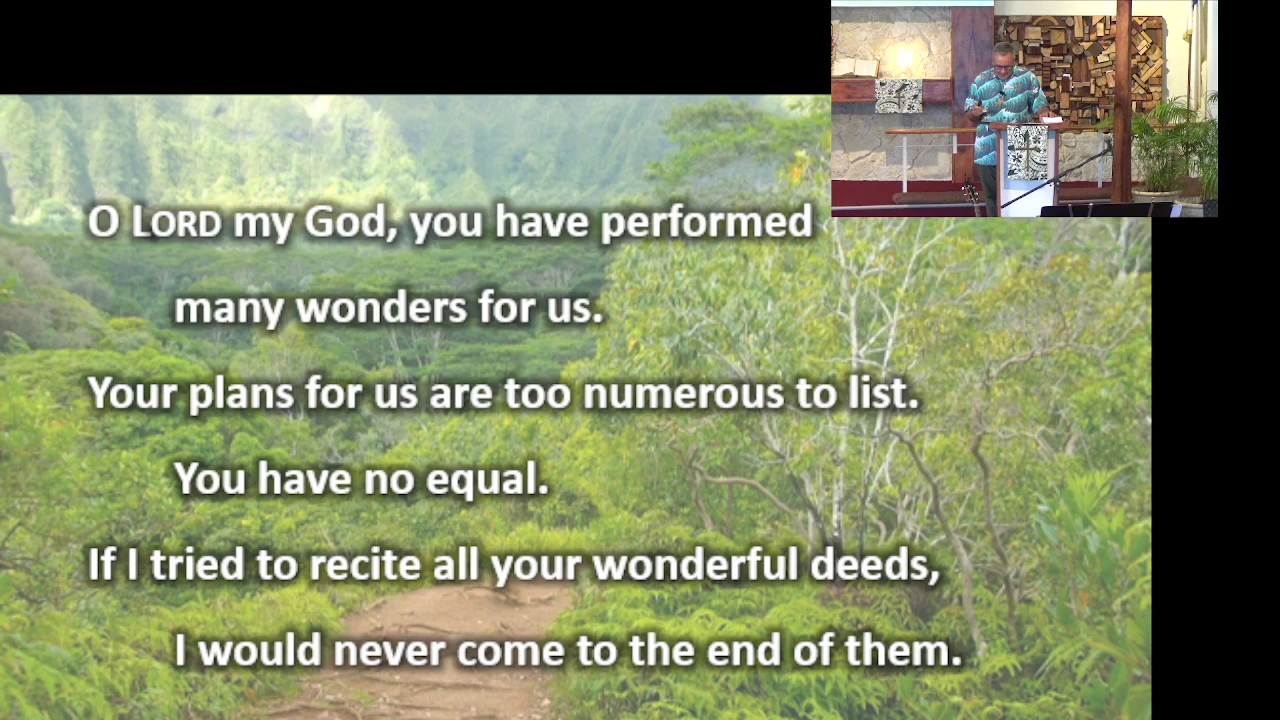 O LORD my God, you have performed
many wonders for us.
Your plans for us are too numerous to list.
You have no equal.
If I tried to recite all your wonderful deeds,
I would never come to the end of them.